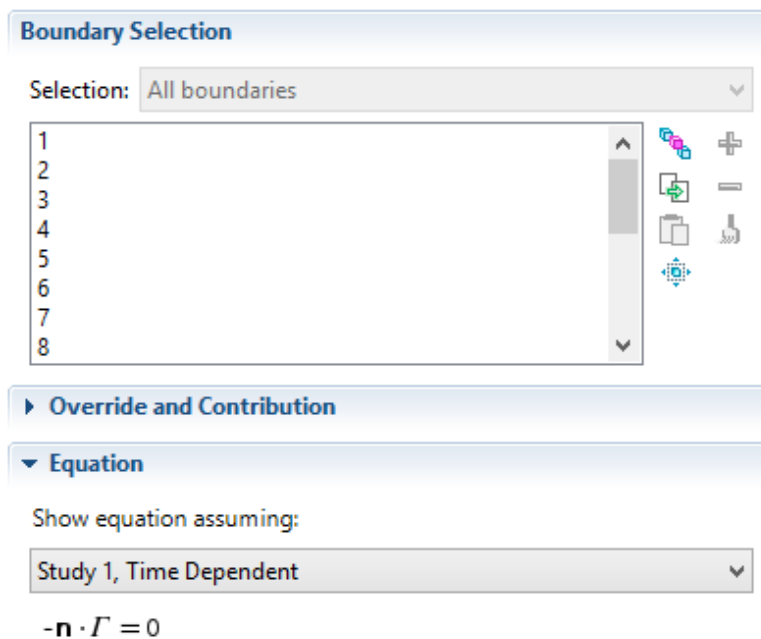 Boundary Selection
Selection: All boundaries
1
2
3
4
5
6
7
8
Override and Contribution
Equation
Show equation assuming:
Study 1, Time Dependent
-n · Γ = 0